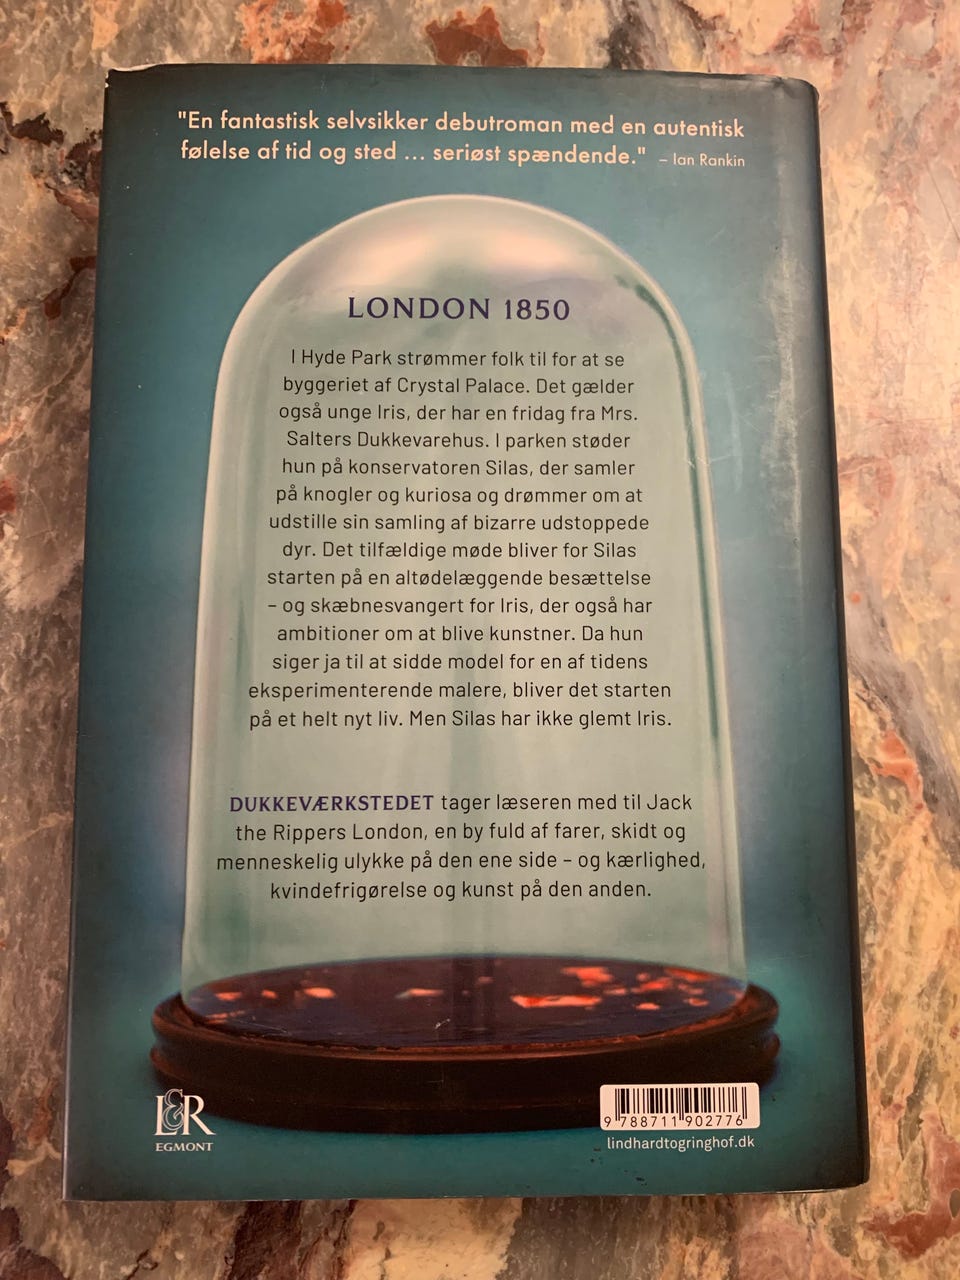 "En fantastisk selvsikker debutroman med en autentisk
følelse af tid og sted ... seriøst spændende." – Ian Rankin
LONDON 1850
I Hyde Park strømmer folk til for at se
byggeriet af Crystal Palace. Det gælder
også unge Iris, der har en fridag fra Mrs.
Salters Dukkevarehus. I parken støder
hun på konservatoren Silas, der samler
på knogler og kuriosa og drømmer om at
udstille sin samling af bizarre udstoppede
dyr. Det tilfældige møde bliver for Silas
starten på en altødelæggende besættelse
– og skæbnesvangert for Iris, der også har
ambitioner om at blive kunstner. Da hun
siger ja til at sidde model for en af tidens
eksperimenterende malere, bliver det starten
på et helt nyt liv. Men Silas har ikke glemt Iris.
DUKKEVÆRKSTEDET tager læseren med til Jack
the Rippers London, en by fuld af farer, skidt og
menneskelig ulykke på den ene side – og kærlighed,
kvindefrigørelse og kunst på den anden.
L&R
EGMONT
9 788711 902776
lindhardtogringhof.dk